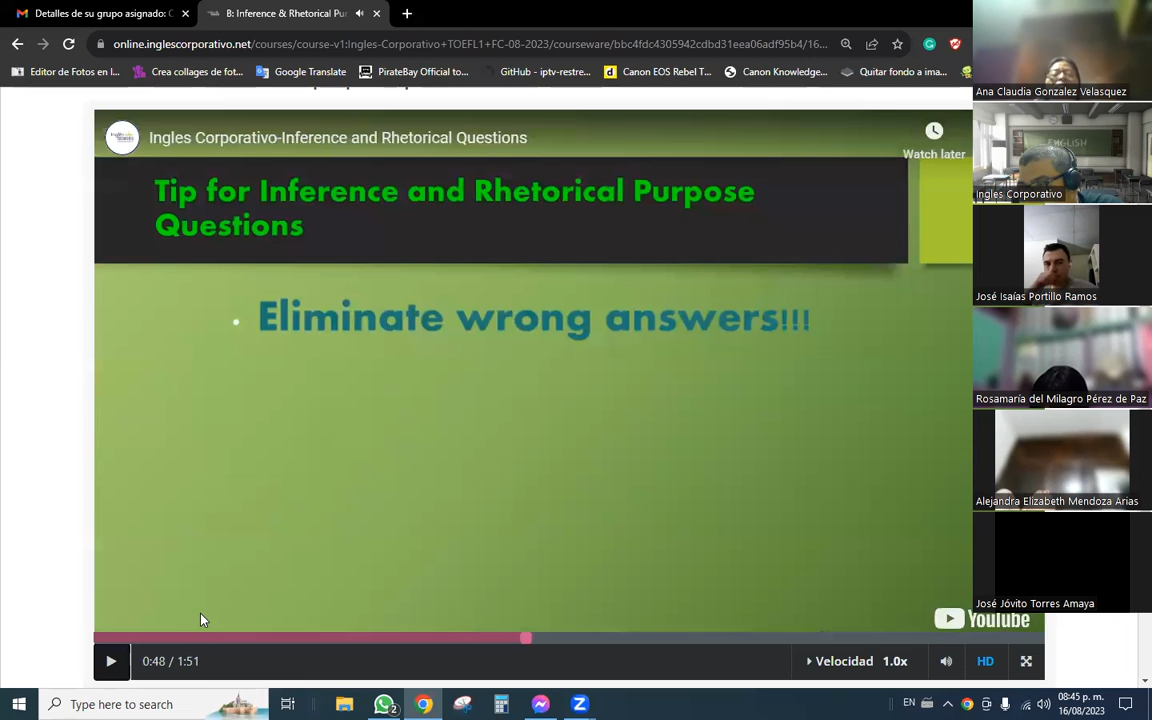 Detalles de su grupo asignado: C
B: Inference & Rhetorical Pur
online.inglescorporativo.net/courses/course-v1:Ingles-Corporativo+TOEFL1+FC-08-2023/courseware/bbc4fdc4305942cdbd31eea06adf95b4/16...
Editor de Fotos en l...
Crea collages de fot...
Google Translate
PirateBay Official to...
GitHub - iptv-restre...
Canon EOS Rebel T...
Canon Knowledge...
Quitar fondo a ima...
Ingles Corporativo-Inference and Rhetorical Questions
Watch later
Tip for Inference and Rhetorical Purpose
Questions
• Eliminate wrong answers!!!
YouTube
0:48 / 1:51
Velocidad 1.0x
HD
Ana Claudia Gonzalez Velasquez
ENGLISH
Ingles Corporativo
José Isaías Portillo Ramos
Rosamaría del Milagro Pérez de Paz
Alejandra Elizabeth Mendoza Arias
José Jóvito Torres Amaya
Type here to search
2
EN
08:45 p. m.
16/08/2023